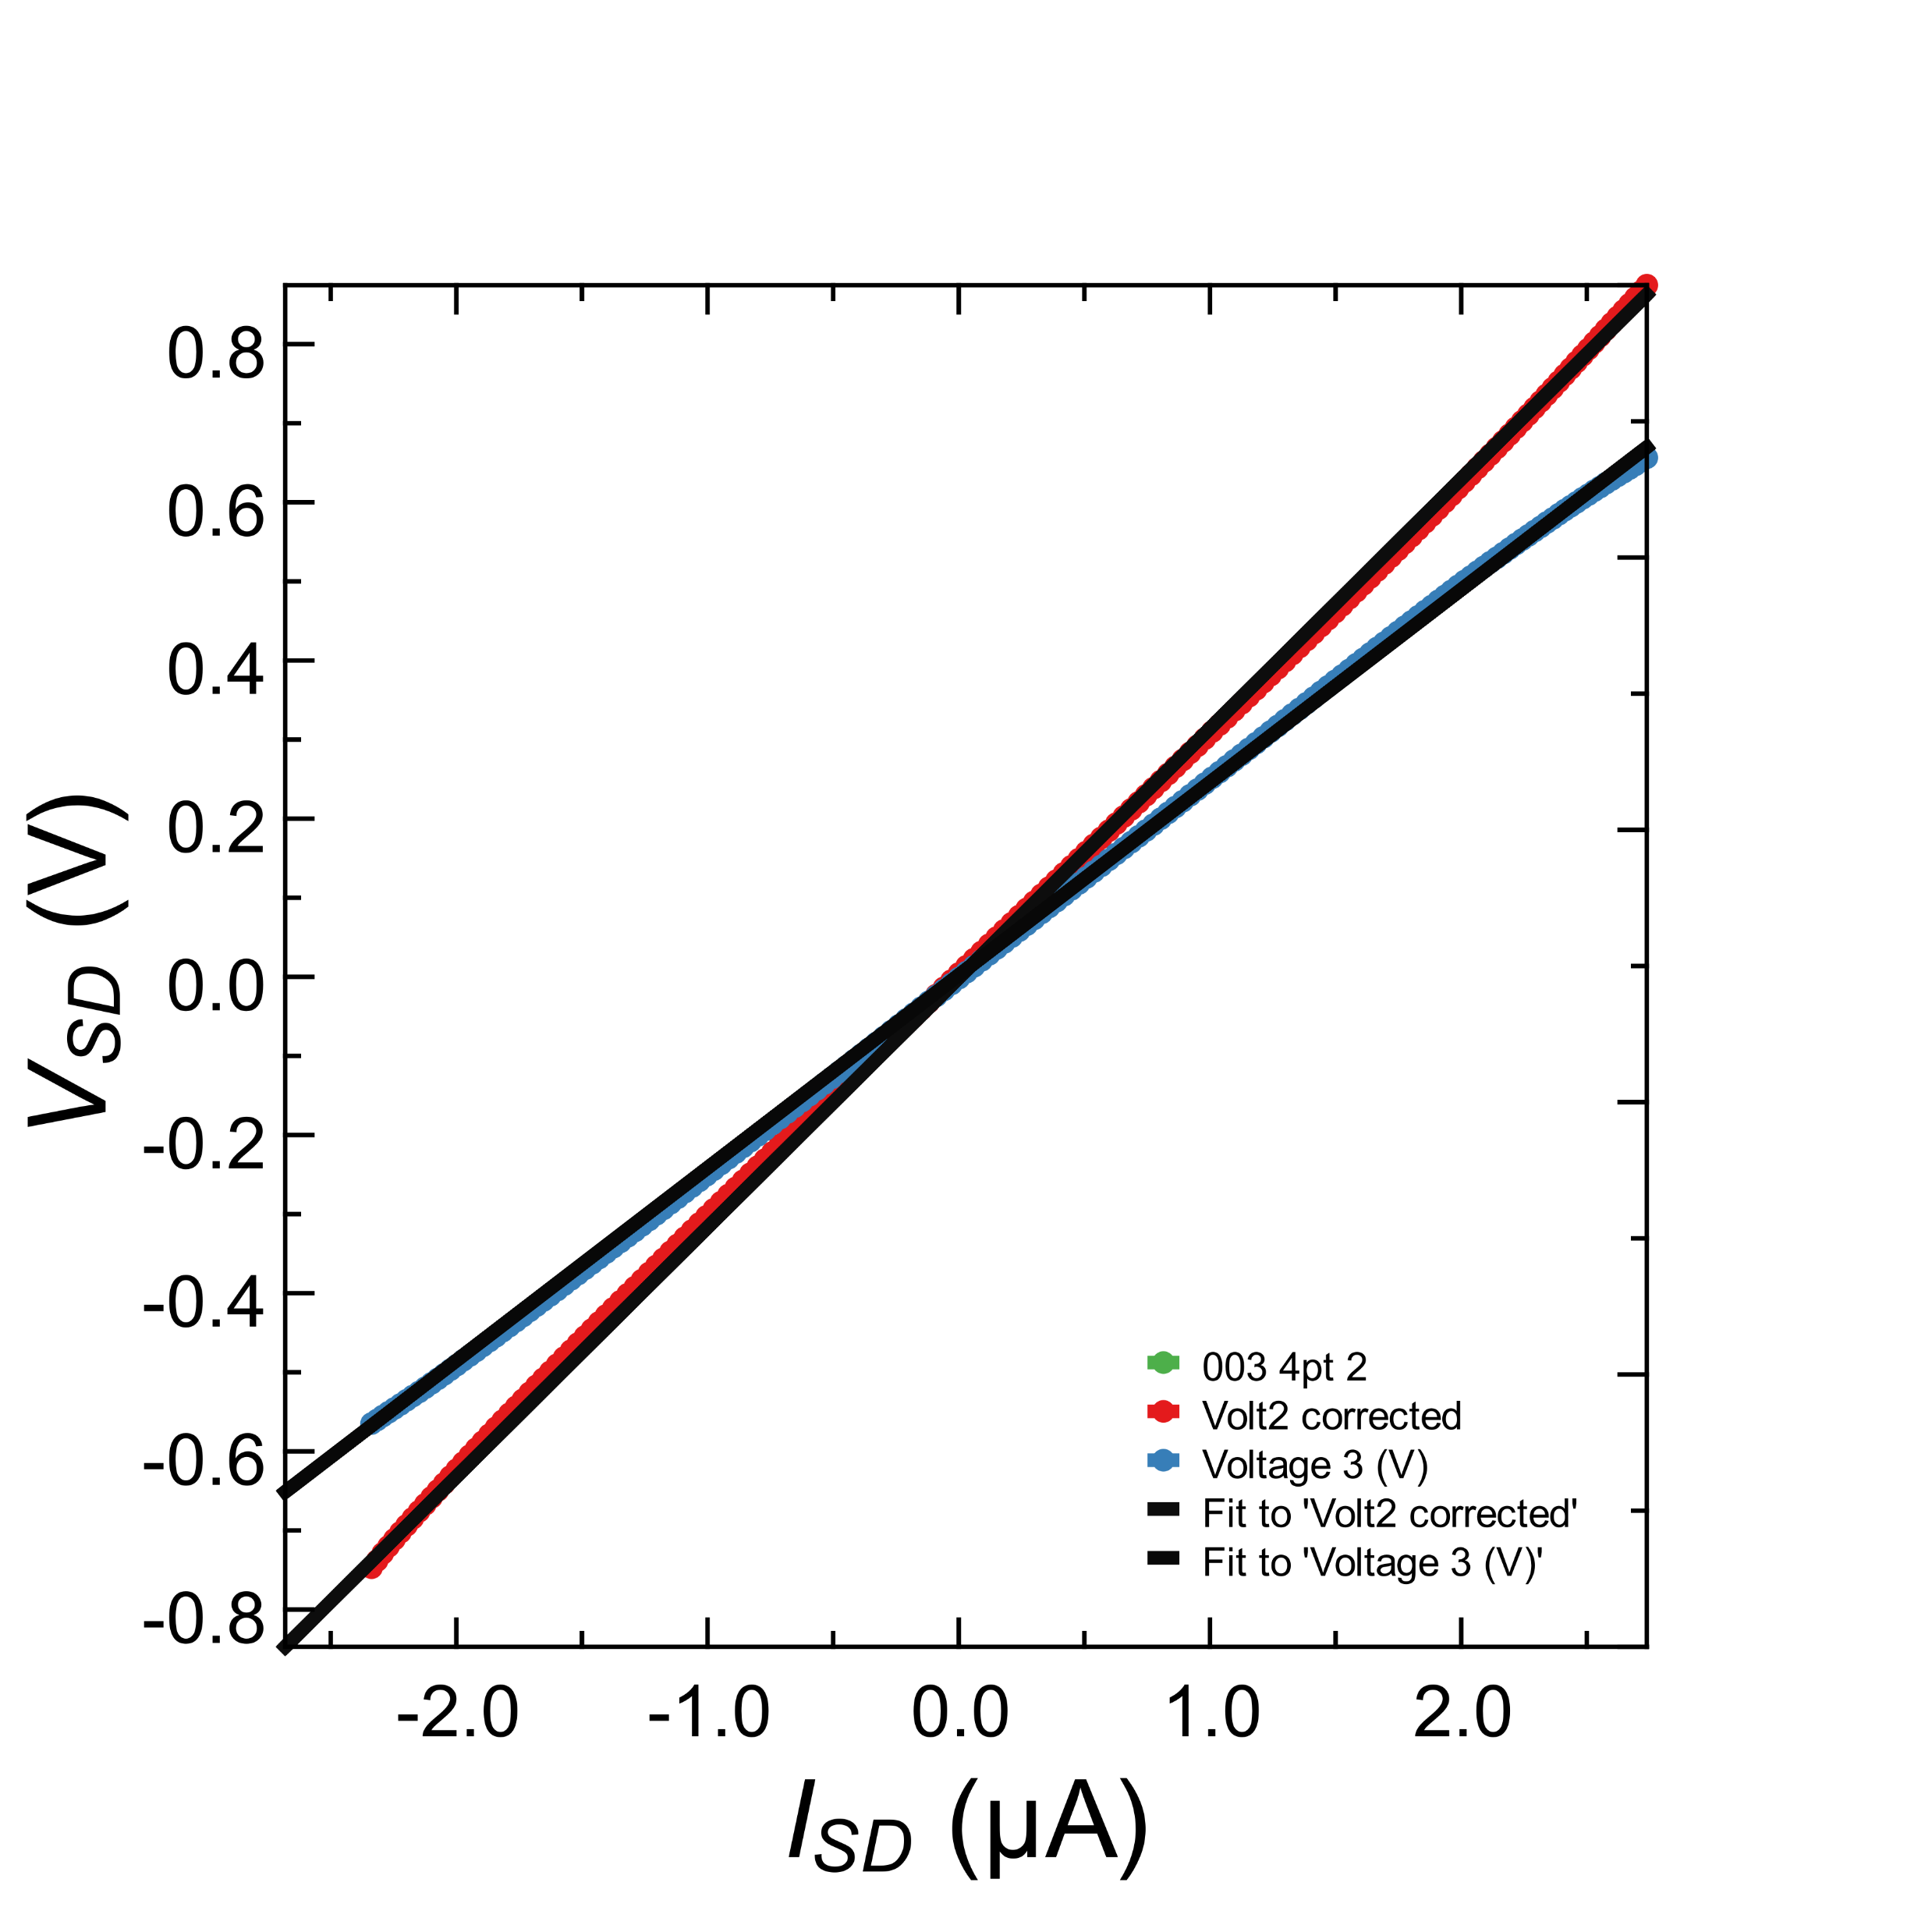 0.8
0.6
0.4
0.2
0.0
-0.2
-0.4
-0.6
-0.8
V SD (V)
003 4pt 2
Volt2 corrected
Voltage 3 (V)
Fit to 'Volt2 corrected'
Fit to 'Voltage 3 (V)'
-2.0 -1.0 0.0 1.0 2.0
I SD (µA)